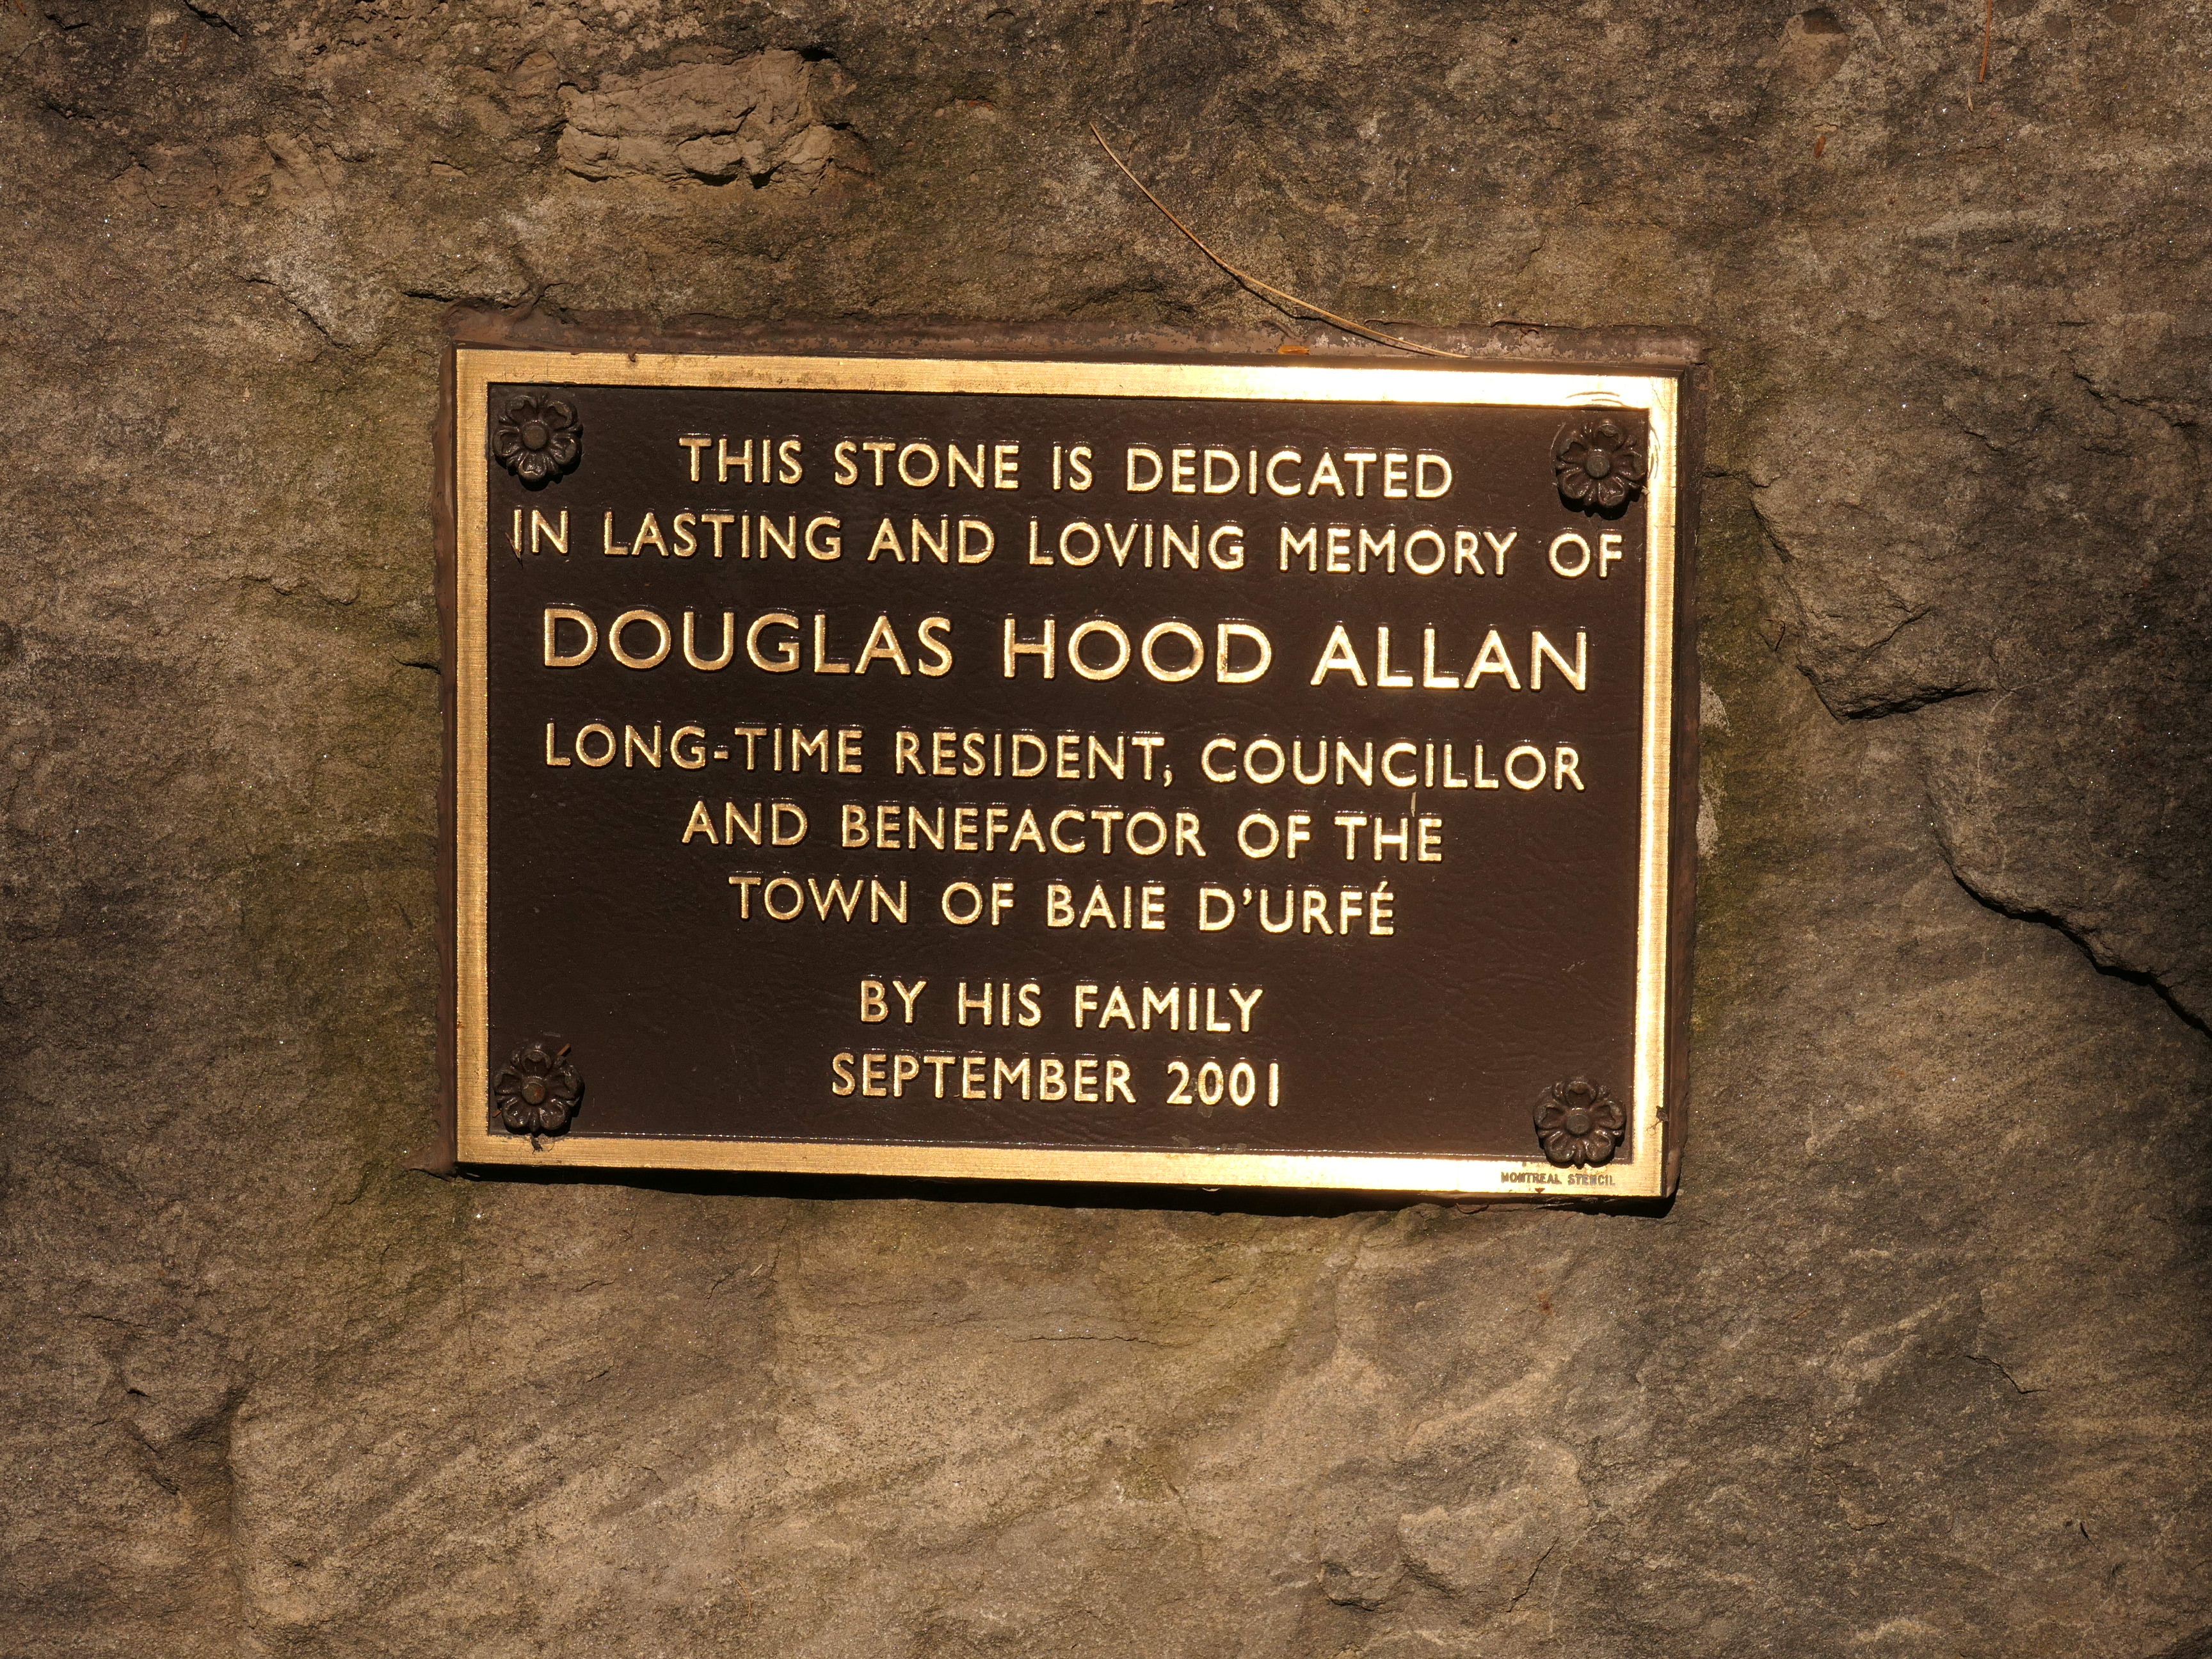 THIS STONE IS DEDICATED
IN LASTING AND LOVING MEMORY OF
DOUGLAS HOOD ALLAN
LONG-TIME RESIDENT, COUNCILLOR
AND BENEFACTOR OF THE
TOWN OF BAIE D'URFÉ
BY HIS FAMILY
SEPTEMBER 2001
MONTREAL STENCIL